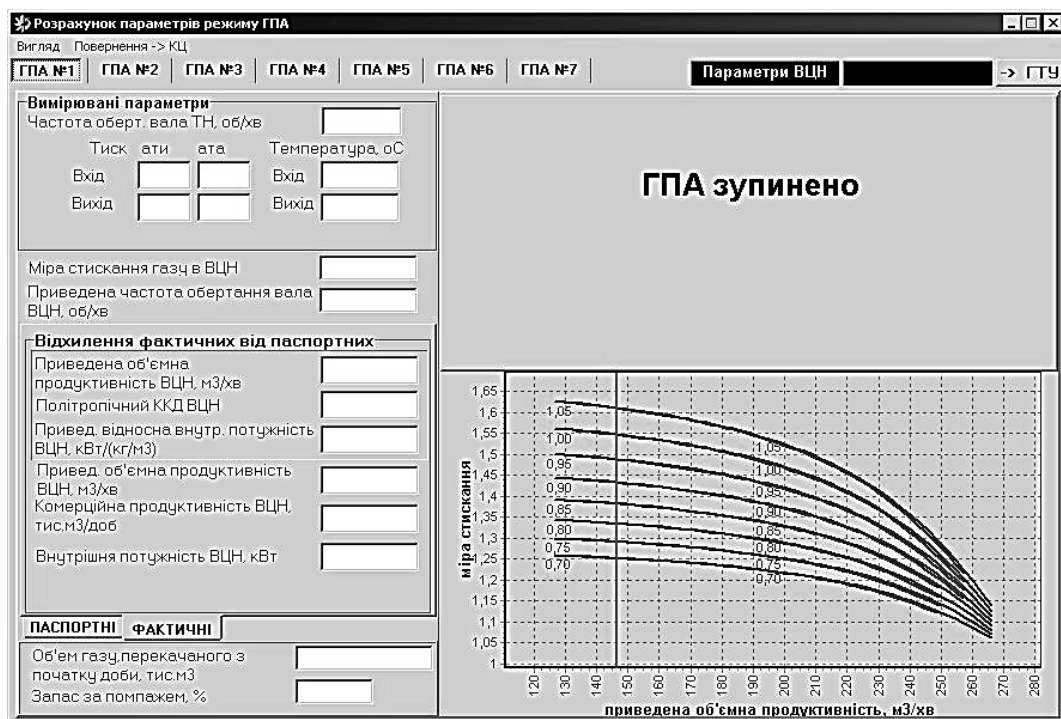 Розрахунок параметрів режиму ГПА
Вигляд Повернення -> КЦ
ГПА №1 ГПА №2 ГПА №3 ГПА №4 ГПА №5 ГПА №6 ГПА №7 Параметри ВЦН -> ГТУ
Вимірювані параметри
Частота оберт. вала ТН, об/хв
Тиск ати ата Температура, оС
Вхід Вхід
Вихід Вихід
ГПА зупинено
Міра стискання газу в ВЦН
Приведена частота обертання вала
ВЦН, об/хв
Відхилення фактичних від паспортних
Приведена об'ємна
продуктивність ВЦН, м3/хв
Політропічний ККД ВЦН
Привед. відносна внутр. потужність
ВЦН, кВт/(кг/м3)
Привед. об'ємна продуктивність
ВЦН, м3/хв
Комерційна продуктивність ВЦН,
тис.м3/доб
Внутрішня потужність ВЦН, кВт
ПАСПОРТНІ ФАКТИЧНІ
Об'ем газу,перекачаного з
початку доби, тис.м3
Запас за помпажем, %
міра стискання
1,65
1,6
1,55
1,5
1,45
1,4
1,35
1,3
1,25
1,2
1,15
1,1
1,05
1
1,05
1,00
0,95
0,90
0,85
0,80
0,75
0,70
1,05
1,00
0,95
0,90
0,85
0,80
0,75
0,70
120 130 140 150 160 170 180 190 200 210 220 230 240 250 260 270 280
приведена об'ємна продуктивність, м3/хв